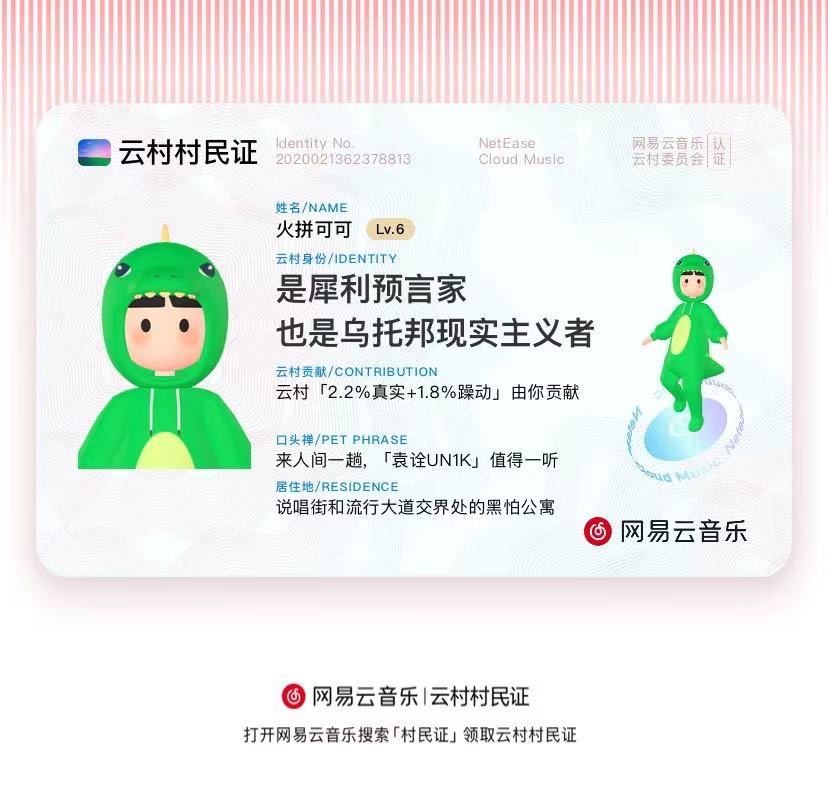 云村村民证
Identity No.
2020021362378813
NetEase
Cloud Music
网易云音乐
云村委员会
认证
姓名/NAME
火拼可可 Lv.6
云村身份/IDENTITY
是犀利预言家
也是乌托邦现实主义者
云村贡献/CONTRIBUTION
云村「2.2%真实+1.8%躁动」由你贡献
口头禅/PET PHRASE
来人间一趟,「袁诠UN1K」值得一听
居住地/RESIDENCE
说唱街和流行大道交界处的黑怕公寓
Cloud Music
网易云音乐
网易云音乐|云村村民证
打开网易云音乐搜索「村民证」领取云村村民证